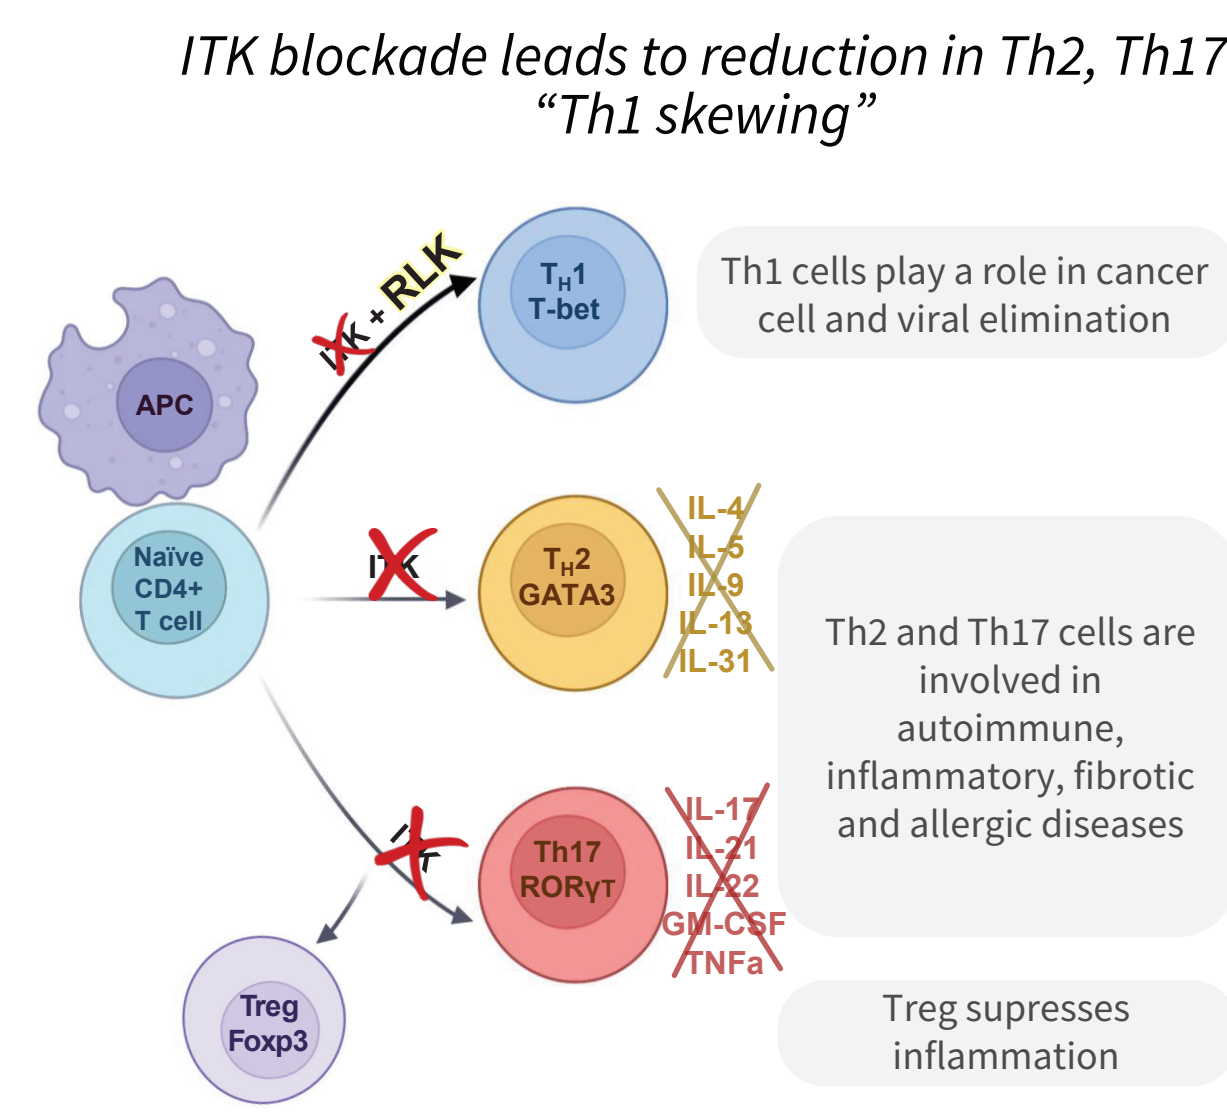 ITK blockade leads to reduction in Th2, Th17
“Th1 skewing”
ITK + RLK
TH1
T-bet
Th1 cells play a role in cancer
cell and viral elimination
APC
Naïve
CD4+
T cell
ITK
TH2
GATA3
IL-4
IL-5
IL-9
IL-13
IL-31
Th2 and Th17 cells are
involved in
autoimmune,
inflammatory, fibrotic
and allergic diseases
ITK
Th17
RORγT
IL-17
IL-21
IL-22
GM-CSF
TNFa
Treg
Foxp3
Treg supresses
inflammation